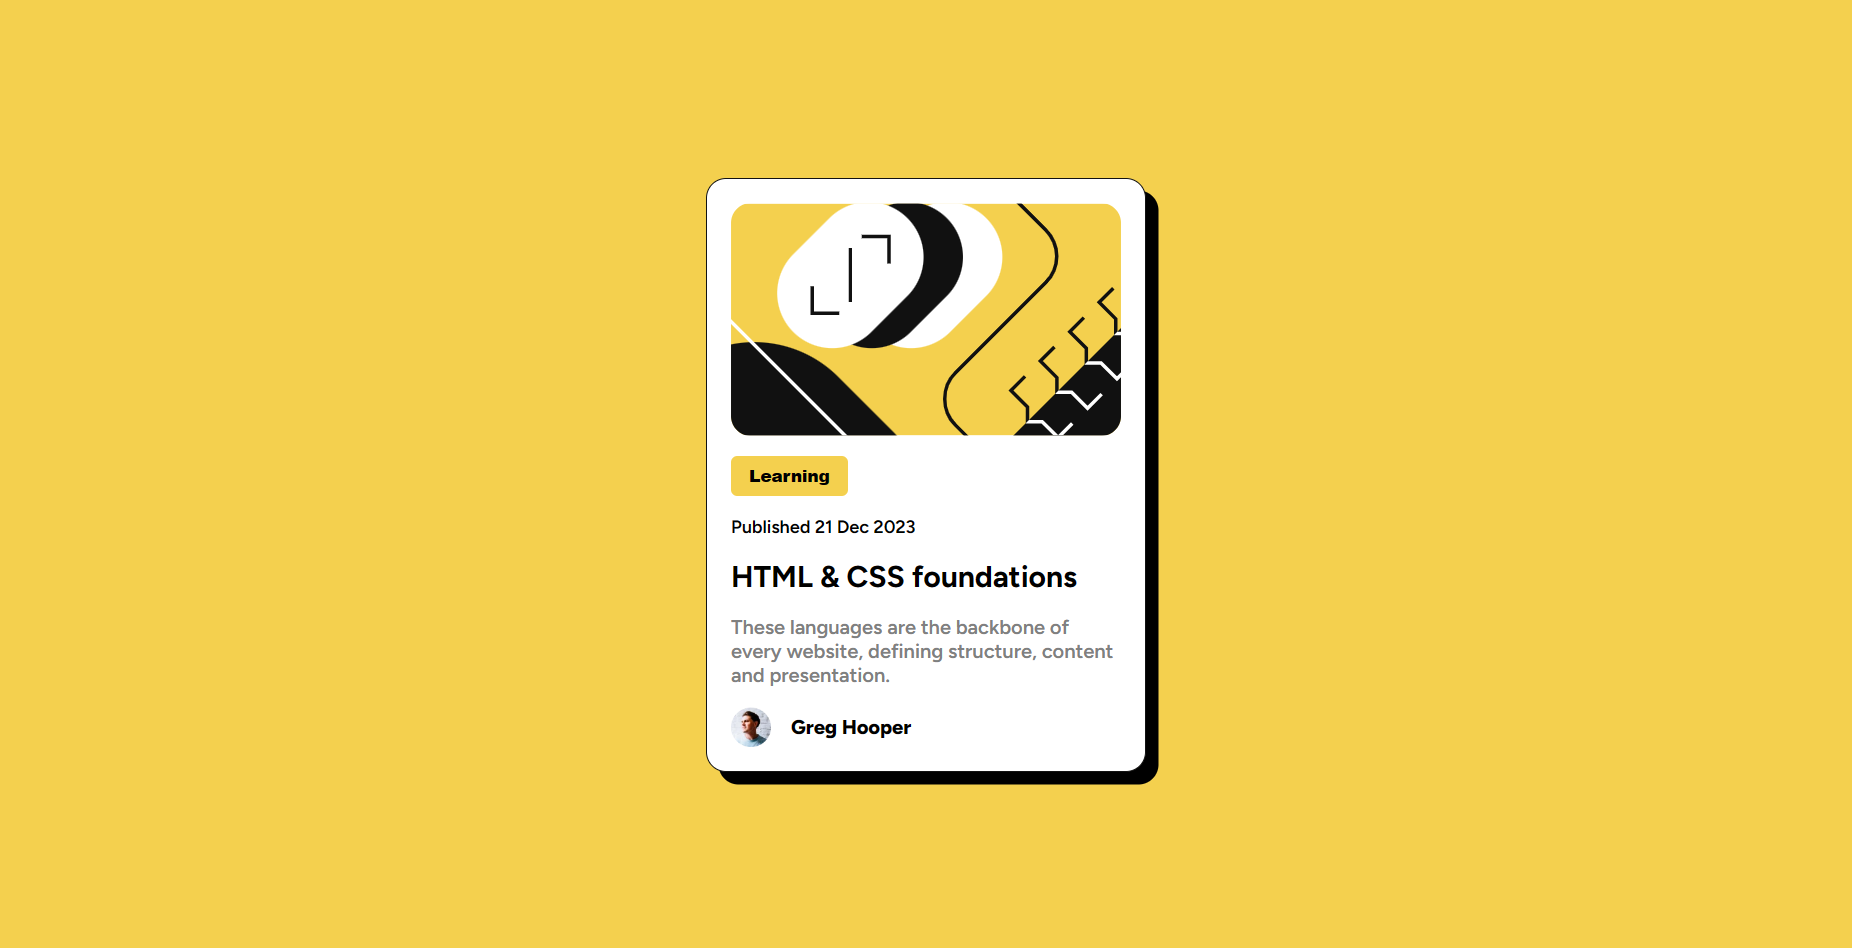 Learning
Published 21 Dec 2023
HTML & CSS foundations
These languages are the backbone of
every website, defining structure, content
and presentation.
Greg Hooper